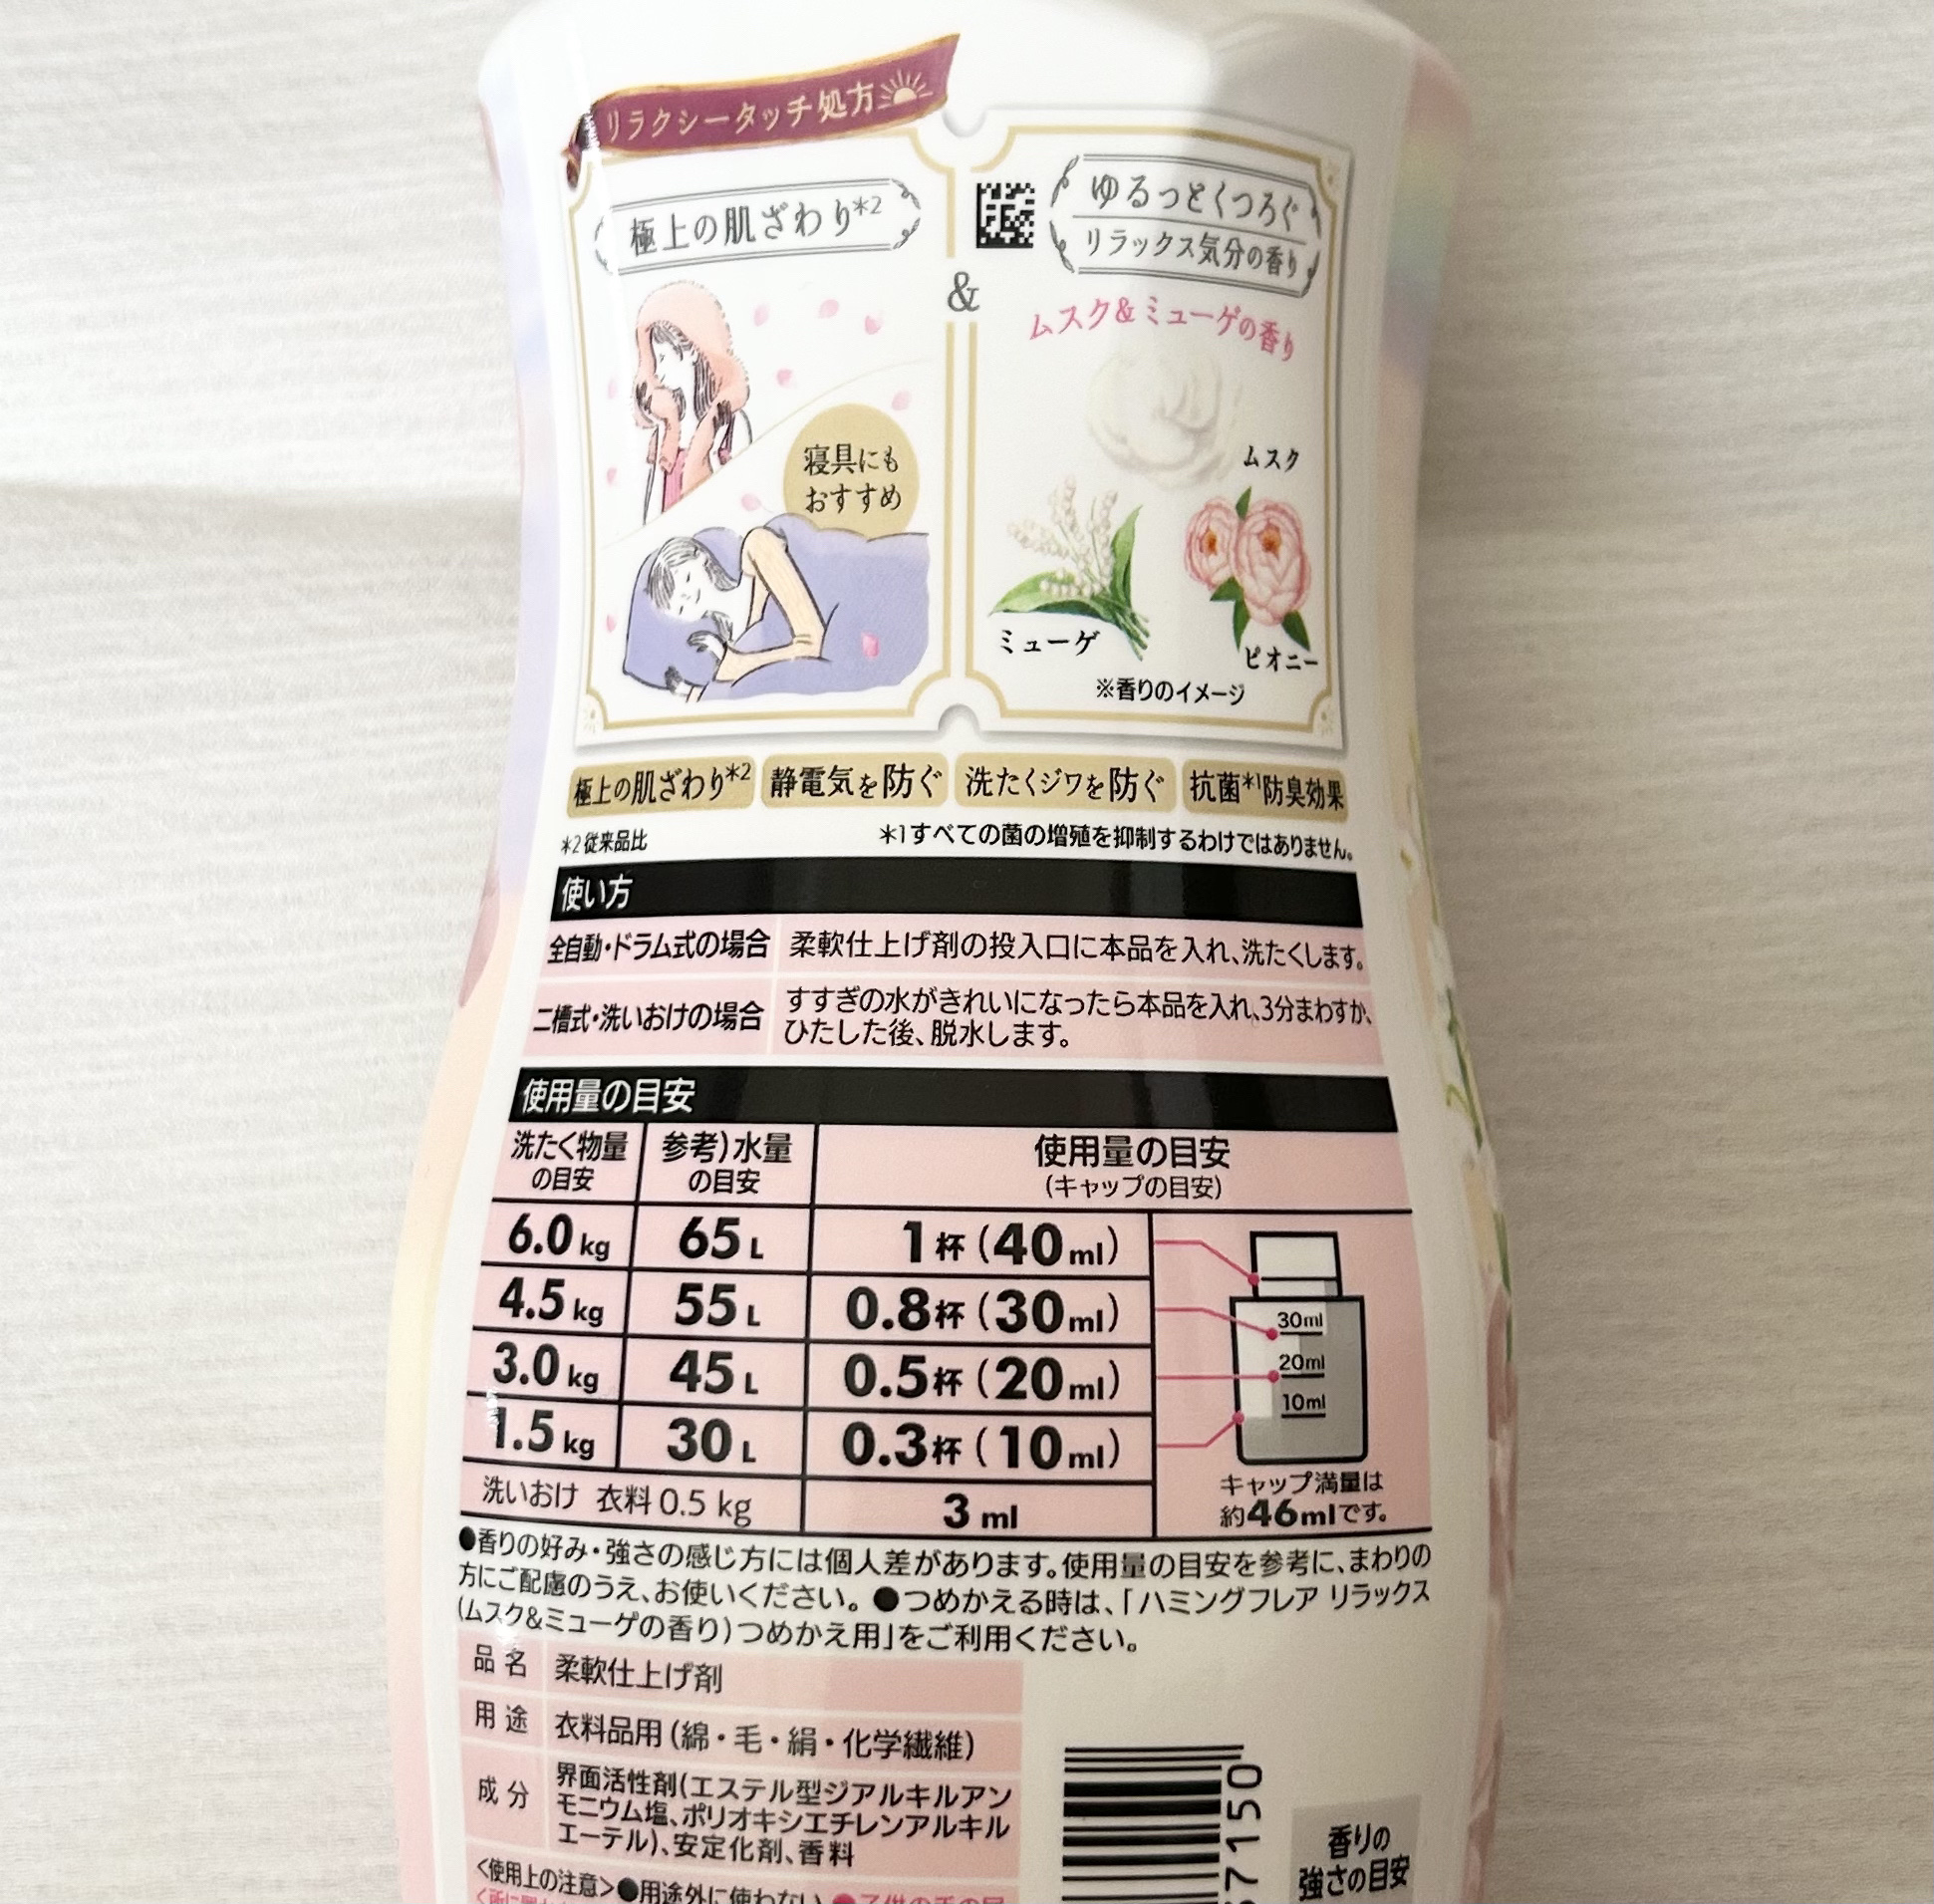 リラクシータッチ処方
極上の肌ざわり*2
&
ゆるっとくつろぐ
リラックス気分の香り
ムスク&ミューゲの香り
寝具にも
おすすめ
ムスク
ミューゲ
ピオニー
※香りのイメージ
極上の肌ざわり*2 静電気を防ぐ 洗たくジワを防ぐ 抗菌*1防臭効果
*2従来品比 *1すべての菌の増殖を抑制するわけではありません。
使い方
全自動・ドラム式の場合 柔軟仕上げ剤の投入口に本品を入れ、洗たくします。
二槽式・洗いおけの場合 すすぎの水がきれいになったら本品を入れ、3分まわすか、
ひたした後、脱水します。
使用量の目安
洗たく物量 参考)水量 使用量の目安
の目安 の目安 (キャップの目安)
6.0kg 65L 1杯(40ml)
4.5kg 55L 0.8杯(30ml)
3.0kg 45L 0.5杯(20ml)
1.5kg 30L 0.3杯(10ml)
洗いおけ 衣料0.5kg 3ml
30ml
20ml
10ml
キャップ満量は
約46mlです。
●香りの好み・強さの感じ方には個人差があります。使用量の目安を参考に、まわりの
方にご配慮のうえ、お使いください。●つめかえる時は、「ハミングフレア リラックス
(ムスク&ミューゲの香り)つめかえ用」をご利用ください。
品名 柔軟仕上げ剤
用途 衣料品用(綿・毛・絹・化学繊維)
成分 界面活性剤(エステル型ジアルキルアン
モニウム塩、ポリオキシエチレンアルキル
エーテル)、安定化剤、香料
<使用上の注意>●用途外に使わない
7150
香りの
強さの目安